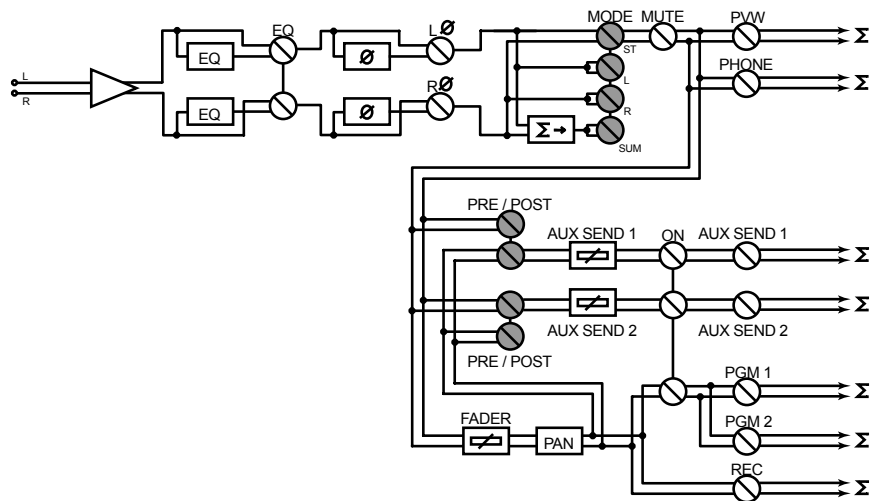 MODE MUTE PVW
EQ L Ø Σ
ST
EQ Ø PHONE
L L Σ
R R Ø
R
EQ Ø Σ →
SUM
PRE / POST
AUX SEND 1 ON AUX SEND 1
Σ
Σ
AUX SEND 2 AUX SEND 2
PRE / POST
PGM 1
Σ
FADER PGM 2
PAN Σ
REC
Σ